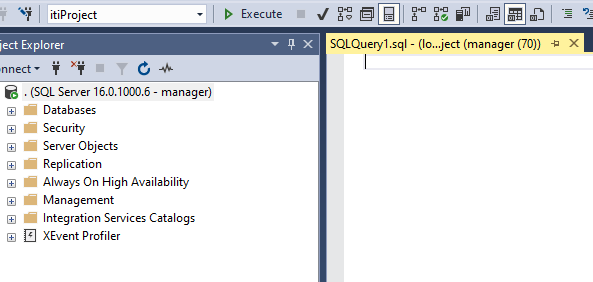 itiProject Execute
ject Explorer
SQLQuery1.sql - (lo...ject (manager (70))
onnect
. (SQL Server 16.0.1000.6 - manager)
Databases
Security
Server Objects
Replication
Always On High Availability
Management
Integration Services Catalogs
XEvent Profiler